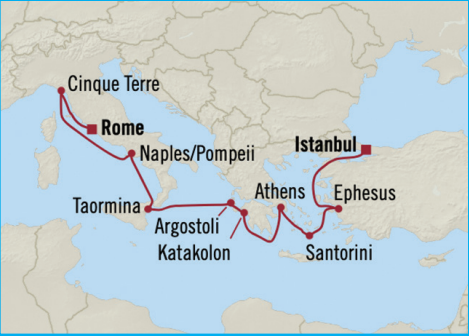 Cinque Terre
Rome
Istanbul
Naples/Pompeii
Athens
Ephesus
Taormina
Argostoli
Katakolon
Santorini